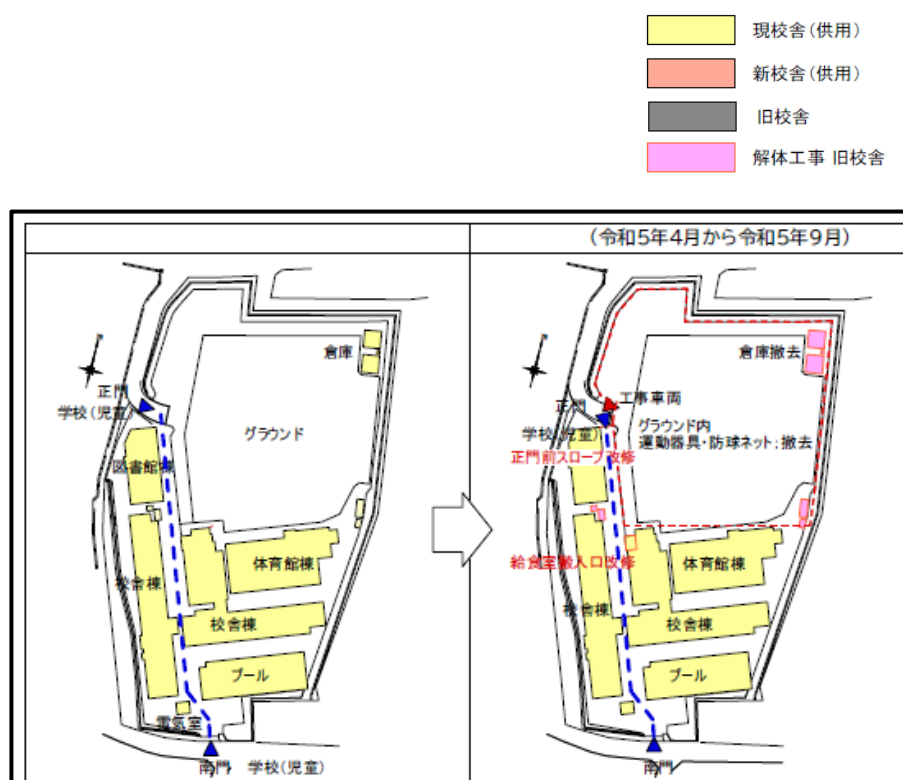 現校舎(供用)
新校舎(供用)
旧校舎
解体工事 旧校舎
(令和5年4月から令和5年9月)
倉庫
正門
学校(児童)
グラウンド
図書館棟
体育館棟
校舎棟
校舎棟
プール
電気室
南門 学校(児童)
倉庫撤去
工事車両
正門
グラウンド内
運動器具・防球ネット;撤去
学校(児童)
正門前スロープ改修
給食室搬入口改修
体育館棟
校舎棟
校舎棟
プール